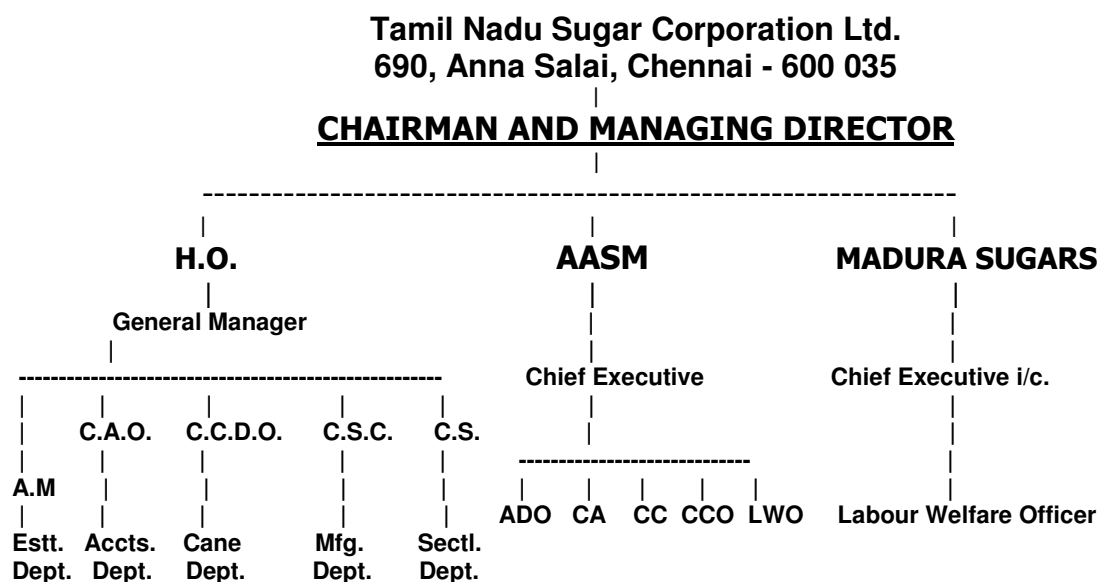 Tamil Nadu Sugar Corporation Ltd.
690, Anna Salai, Chennai - 600 035
CHAIRMAN AND MANAGING DIRECTOR
H.O. AASM MADURA SUGARS
General Manager
Chief Executive Chief Executive i/c.
C.A.O. C.C.D.O. C.S.C. C.S.
A.M
ADO CA CC CCO LWO Labour Welfare Officer
Estt. Accts. Cane Mfg. Sectl.
Dept. Dept. Dept. Dept. Dept.